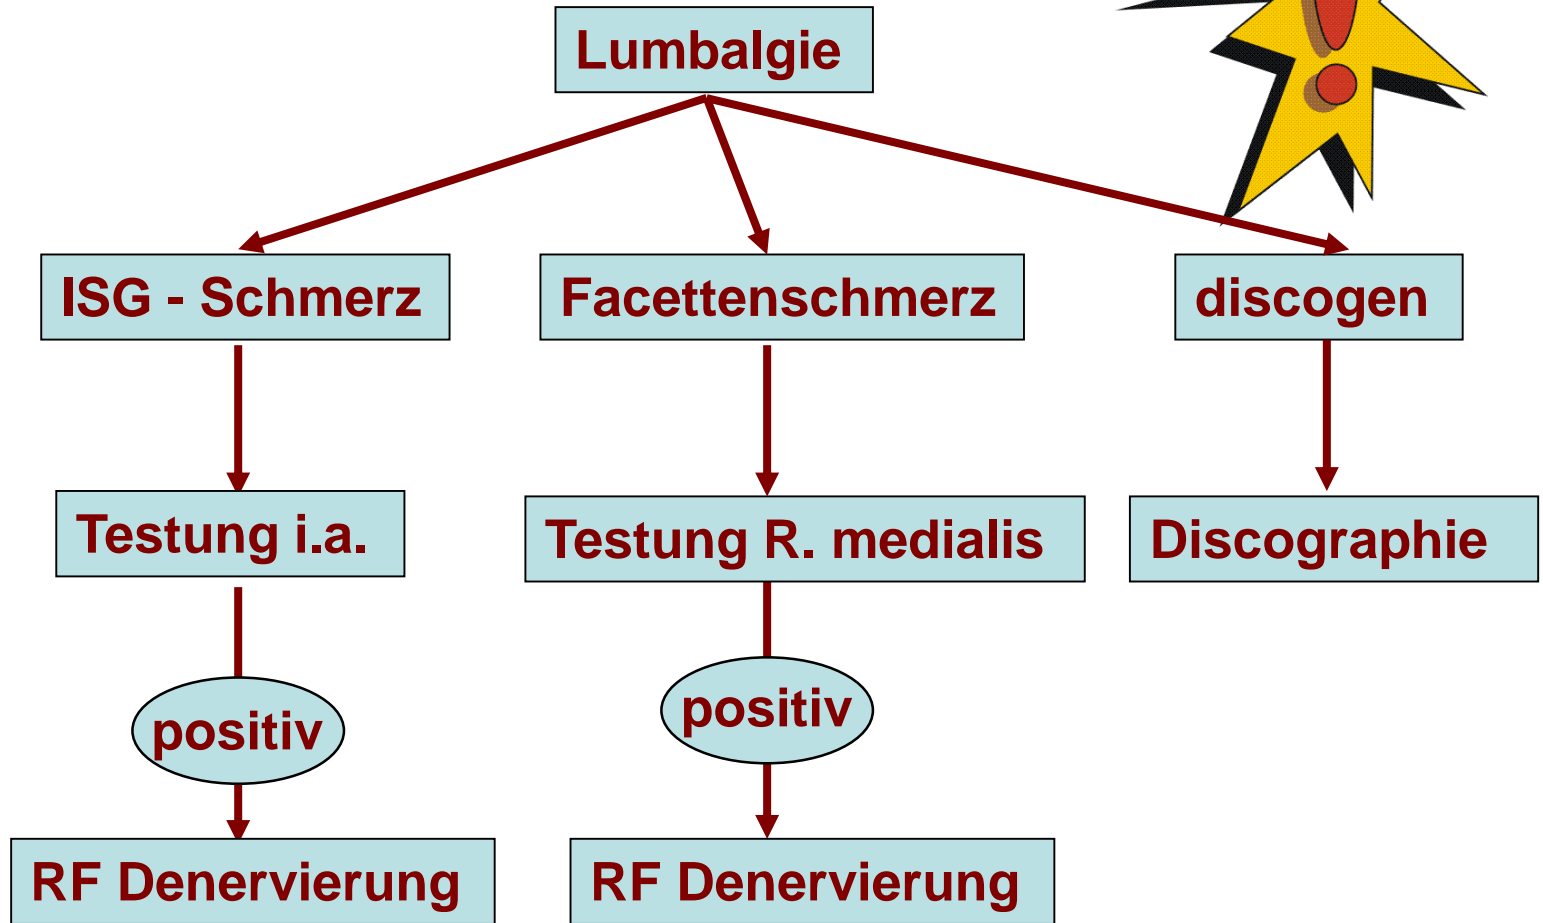 Lumbalgie
ISG - Schmerz
Facettenschmerz
discogen
Testung i.a.
Testung R. medialis
Discographie
positiv
positiv
RF Denervierung
RF Denervierung